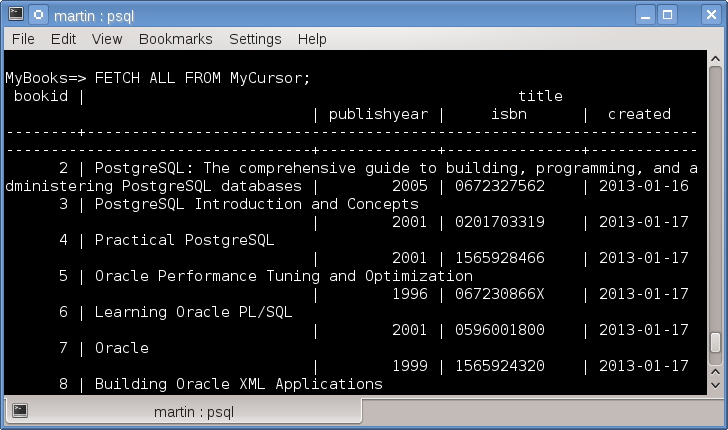 martin : psql
File Edit View Bookmarks Settings Help
MyBooks=> FETCH ALL FROM MyCursor;
 bookid |                                                title
                                  | publishyear |     isbn      |  created
--------+--------------------------------------------------------------------
----------------------------------+-------------+---------------+------------
      2 | PostgreSQL: The comprehensive guide to building, programming, and a
dministering PostgreSQL databases |        2005 | 0672327562    | 2013-01-16
      3 | PostgreSQL Introduction and Concepts
                                  |        2001 | 0201703319    | 2013-01-17
      4 | Practical PostgreSQL
                                  |        2001 | 1565928466    | 2013-01-17
      5 | Oracle Performance Tuning and Optimization
                                  |        1996 | 067230866X    | 2013-01-17
      6 | Learning Oracle PL/SQL
                                  |        2001 | 0596001800    | 2013-01-17
      7 | Oracle
                                  |        1999 | 1565924320    | 2013-01-17
      8 | Building Oracle XML Applications
martin : psql